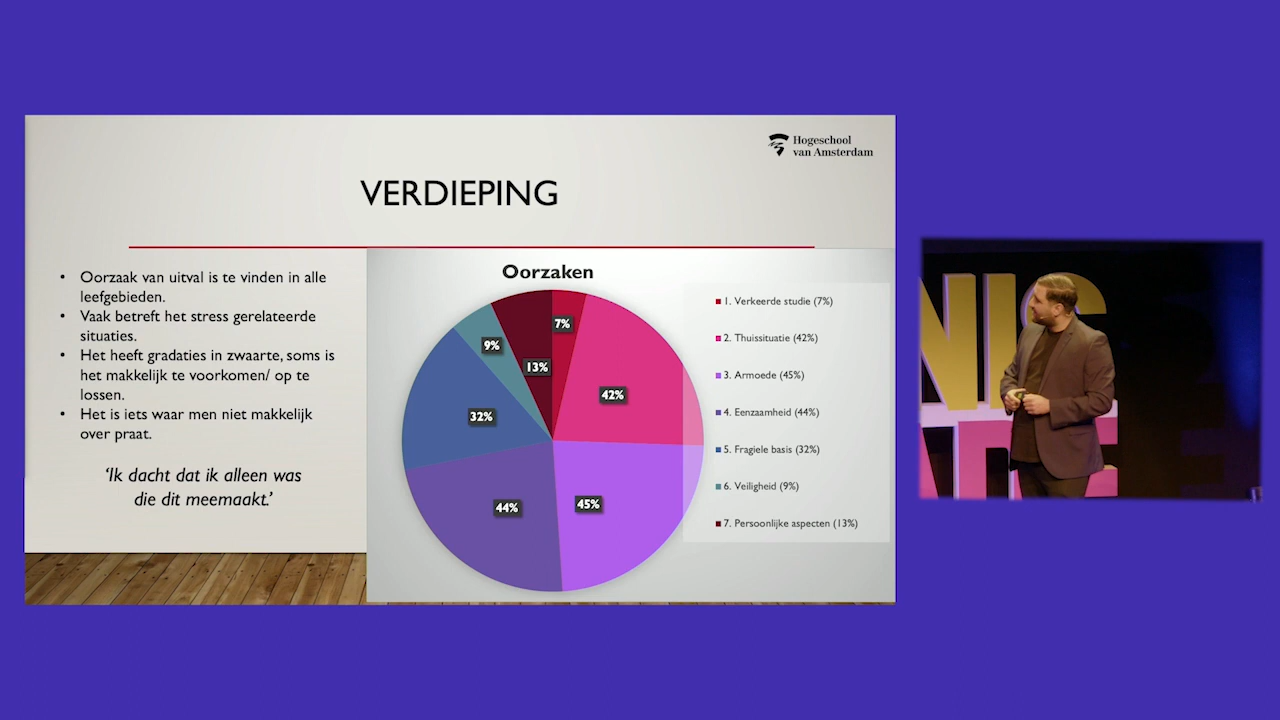 Hogeschool
van Amsterdam
VERDIEPING
• Oorzaak van uitval is te vinden in alle
leefgebieden.
• Vaak betreft het stress gerelateerde
situaties.
• Het heeft gradaties in zwaarte, soms is
het makkelijk te voorkomen/ op te
lossen.
• Het is iets waar men niet makkelijk
over praat.
‘Ik dacht dat ik alleen was
die dit meemaakt.’
Oorzaken
7%
42%
45%
44%
32%
9%
13%
1. Verkeerde studie (7%)
2. Thuissituatie (42%)
3. Armoede (45%)
4. Eenzaamheid (44%)
5. Fragiele basis (32%)
6. Veiligheid (9%)
7. Persoonlijke aspecten (13%)